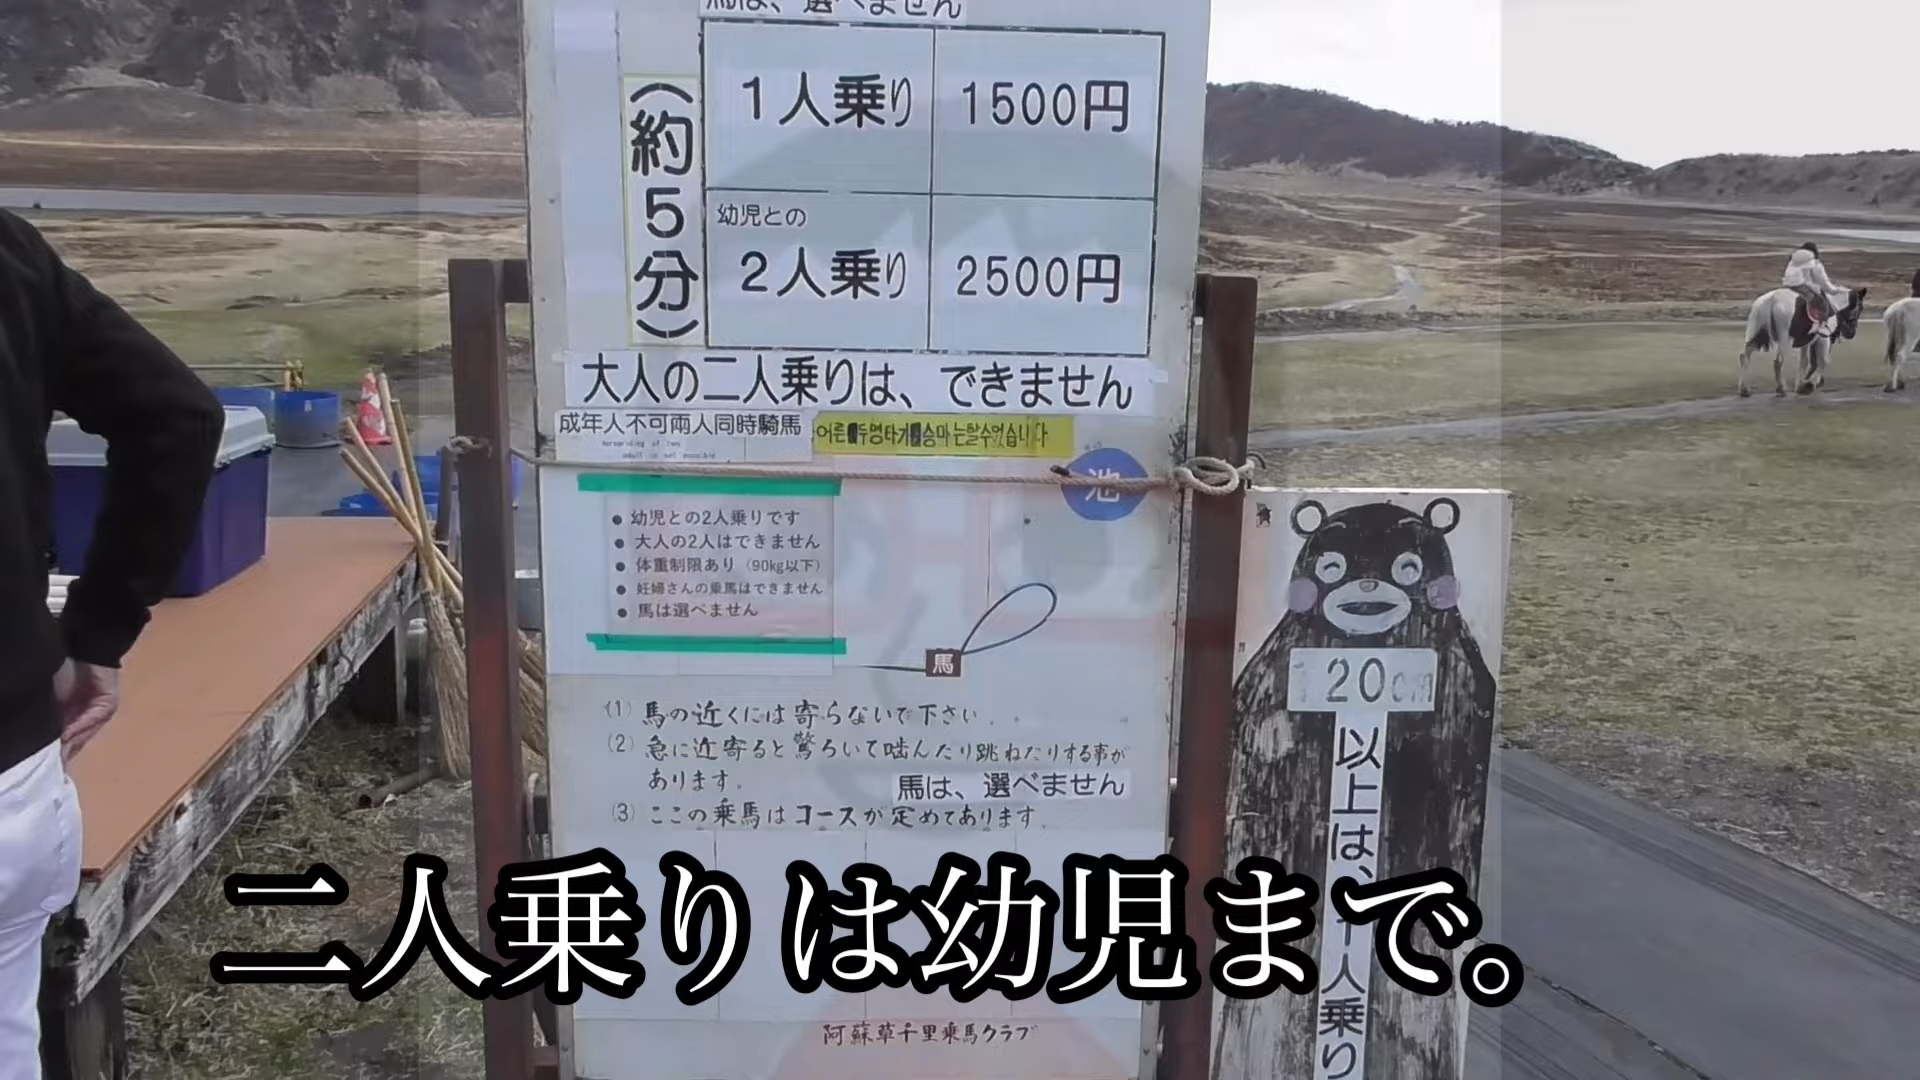 馬は、選べません
(約5分)
1人乗り 1500円
幼児との
2人乗り 2500円
大人の二人乗りは、できません
成年人不可両人同時騎馬
池
● 幼児との2人乗りです
● 大人の2人はできません
● 体重制限あり (90kg以下)
● 妊婦さんの乗馬はできません
● 馬は選べません
馬
(1) 馬の近くには寄らないで下さい。
(2) 急に近寄ると驚ろいて噛んだり跳ねたりする事が
あります。
馬は、選べません
(3) ここの乗馬はコースが定めてあります。
阿蘇草千里乗馬クラブ
120cm
以上は、1人乗り
二人乗りは幼児まで。